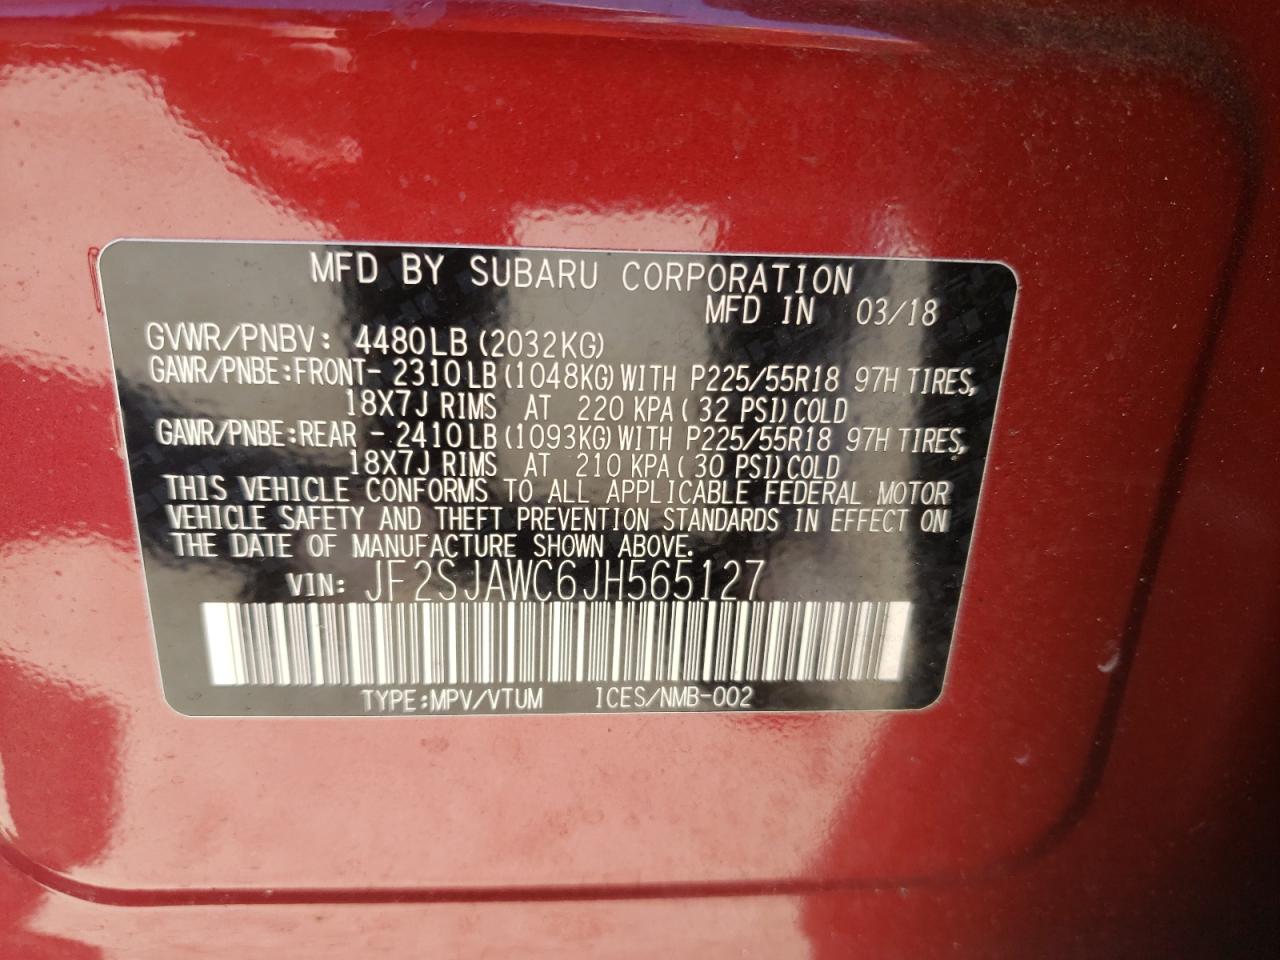 MFD BY SUBARU CORPORATION
MFD IN 03/18
GVWR/PNBV: 4480LB (2032KG)
GAWR/PNBE:FRONT- 2310LB(1048KG)WITH P225/55R18 97H TIRES,
18X7J RIMS AT 220 KPA( 32 PSI)COLD
GAWR/PNBE:REAR - 2410LB(1093KG)WITH P225/55R18 97H TIRES,
18X7J RIMS AT 210 KPA( 30 PSI)COLD
THIS VEHICLE CONFORMS TO ALL APPLICABLE FEDERAL MOTOR
VEHICLE SAFETY AND THEFT PREVENTION STANDARDS IN EFFECT ON
THE DATE OF MANUFACTURE SHOWN ABOVE.
VIN: JF2SJAWC6JH565127
TYPE:MPV/VTUM ICES/NMB-002